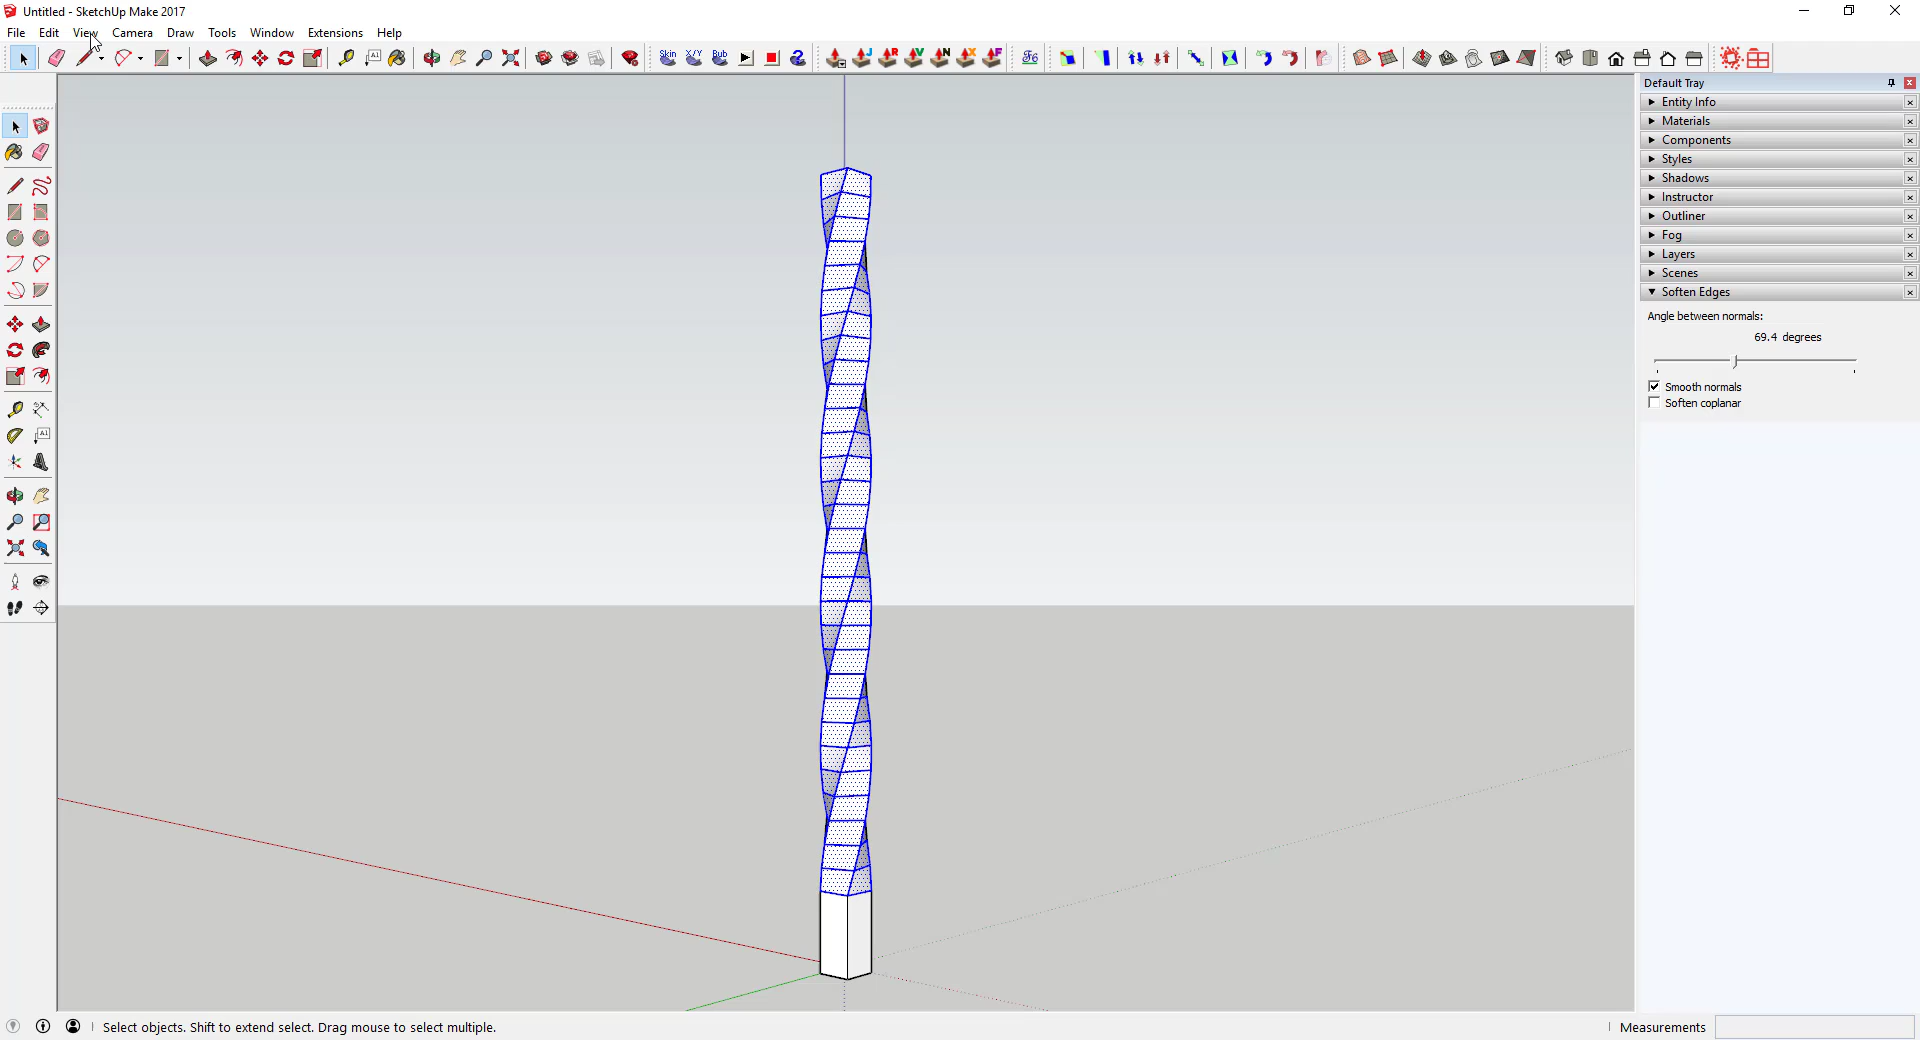 Untitled - SketchUp Make 2017
File Edit View Camera Draw Tools Window Extensions Help
Skin X/Y Bub
J R V N X F
Default Tray
Entity Info
Materials
Components
Styles
Shadows
Instructor
Outliner
Fog
Layers
Scenes
Soften Edges
Angle between normals:
69.4 degrees
Smooth normals
Soften coplanar
Select objects. Shift to extend select. Drag mouse to select multiple.
Measurements